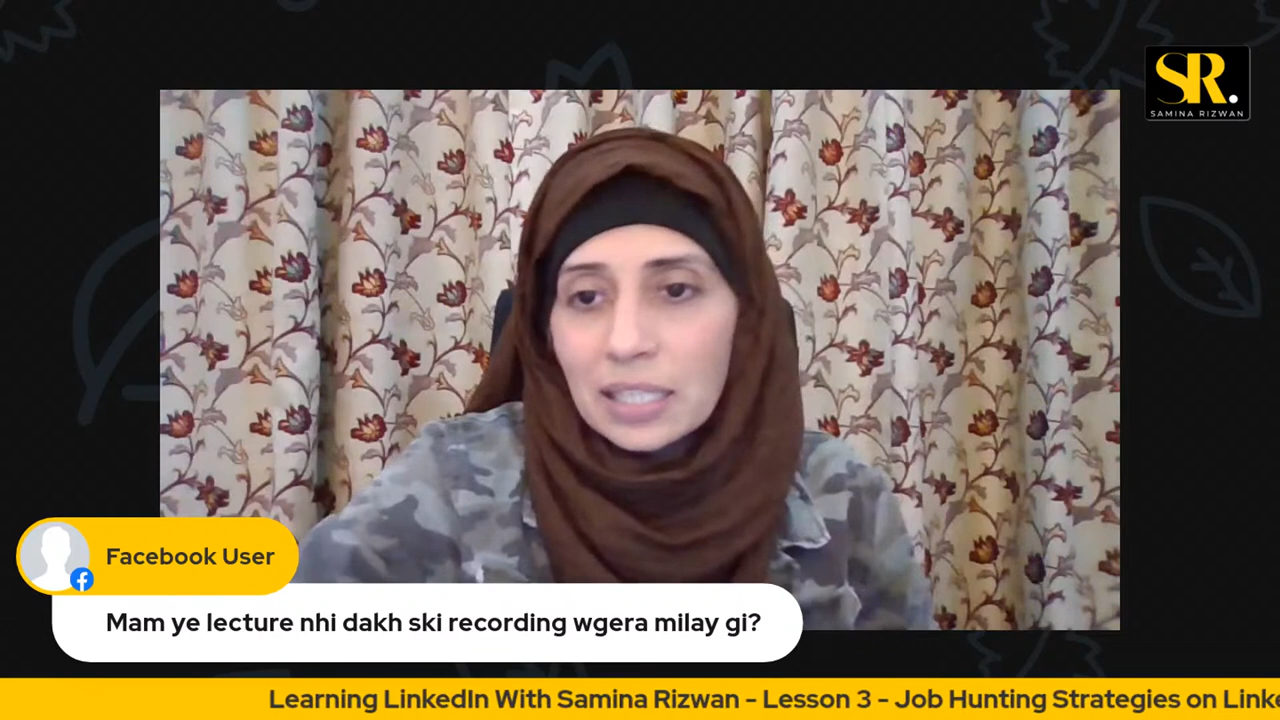 SR.
SAMINA RIZWAN
Facebook User
Mam ye lecture nhi dakh ski recording wgera milay gi?
Learning LinkedIn With Samina Rizwan - Lesson 3 - Job Hunting Strategies on